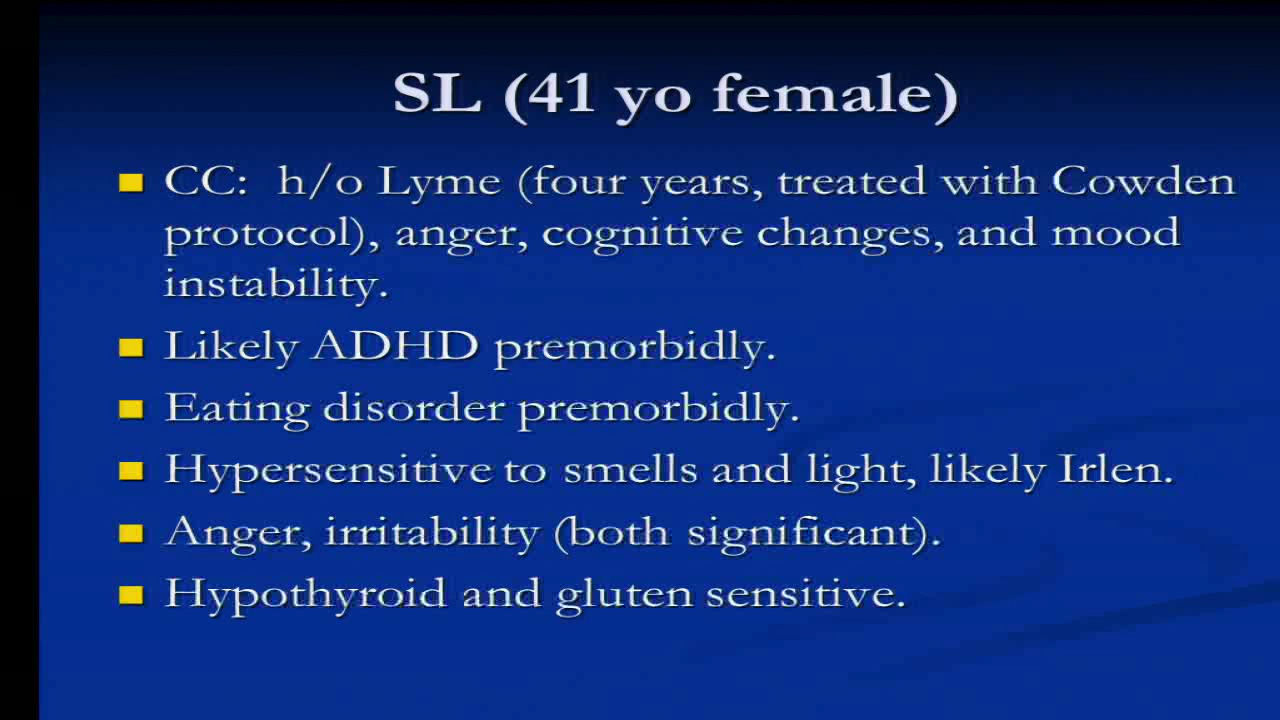 SL (41 yo female)
CC: h/o Lyme (four years, treated with Cowden
protocol), anger, cognitive changes, and mood
instability.
Likely ADHD premorbidly.
Eating disorder premorbidly.
Hypersensitive to smells and light, likely Irlen.
Anger, irritability (both significant).
Hypothyroid and gluten sensitive.